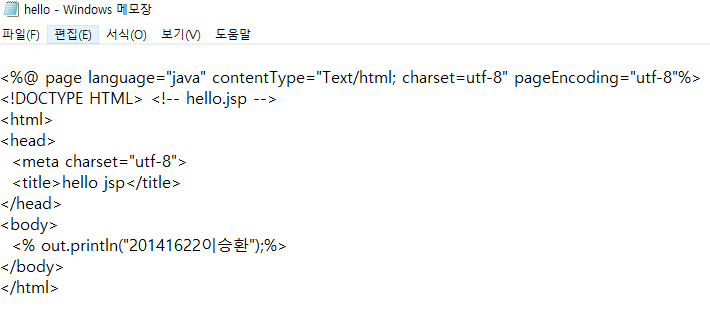 hello - Windows 메모장
파일(F) 편집(E) 서식(O) 보기(V) 도움말
<%@ page language="java" contentType="Text/html; charset=utf-8" pageEncoding="utf-8"%>
<!DOCTYPE HTML> <!-- hello.jsp -->
<html>
<head>
  <meta charset="utf-8">
  <title>hello jsp</title>
</head>
<body>
  <% out.println("20141622이승환");%>
</body>
</html>